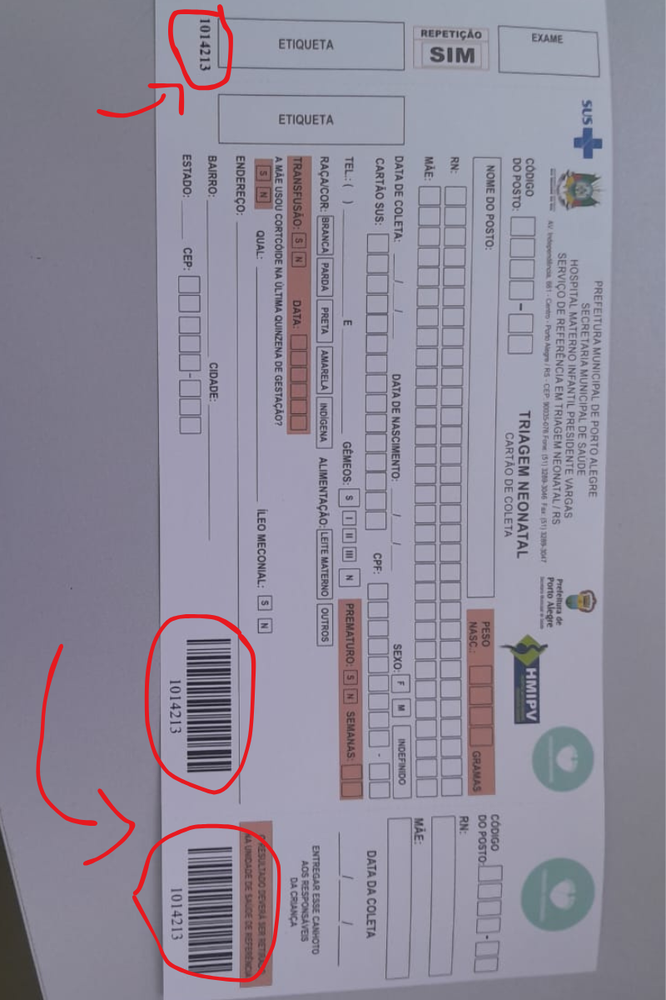 1014213
ETIQUETA
REPETIÇÃO
SIM
EXAME
ETIQUETA
SUS
PREFEITURA MUNICIPAL DE PORTO ALEGRE
SECRETARIA MUNICIPAL DE SAÚDE
HOSPITAL MATERNO INFANTIL PRESIDENTE VARGAS
SERVIÇO DE REFERÊNCIA EM TRIAGEM NEONATAL / RS
AV. Independência, 661 - Centro - Porto Alegre / RS - CEP: 90035-076 Fone: (51) 3289-3046 Fax (51) 3289-3047
Prefeitura de
Porto Alegre
HMIPV
CÓDIGO
DO POSTO:
TRIAGEM NEONATAL
CARTÃO DE COLETA
NOME DO POSTO:
PESO
NASC.:
GRAMAS
RN:
MÃE:
DATA DE COLETA: / / DATA DE NASCIMENTO: / / SEXO: F M INDEFINIDO
CARTÃO SUS: CPF: -
TEL.: ( ) E GÊMEOS: S I II III N PREMATURO: S N SEMANAS:
RAÇA/COR: BRANCA PARDA PRETA AMARELA INDÍGENA ALIMENTAÇÃO: LEITE MATERNO OUTROS
TRANSFUSÃO: S N DATA:
A MÃE USOU CORTCÓIDE NA ÚLTIMA QUINZENA DE GESTAÇÃO?
S N QUAL: ÍLEO MECONIAL: S N
ENDEREÇO:
BAIRRO: CIDADE:
ESTADO: CEP: -
1014213
CÓDIGO
DO POSTO: -
RN:
MÃE:
DATA DA COLETA
/ /
ENTREGAR ESSE CANHOTO
AOS RESPONSÁVEIS
DA CRIANÇA
O RESULTADO DEVERÁ SER RETIRADO
NA UNIDADE DE SAÚDE DE REFERÊNCIA
1014213